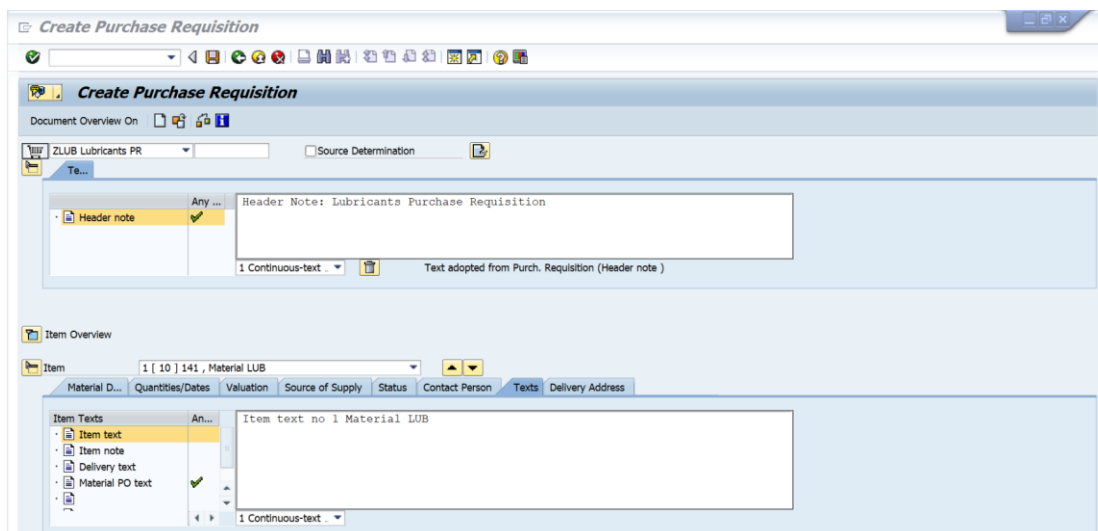 Create Purchase Requisition
Create Purchase Requisition
Document Overview On
ZLUB Lubricants PR Source Determination
Te...
Any ... Header Note: Lubricants Purchase Requisition
Header note
1 Continuous-text .. Text adopted from Purch. Requisition (Header note )
Item Overview
Item 1 [ 10 ] 141 , Material LUB
Material D... Quantities/Dates Valuation Source of Supply Status Contact Person Texts Delivery Address
Item Texts An... Item text no 1 Material LUB
Item text
Item note
Delivery text
Material PO text
1 Continuous-text ..